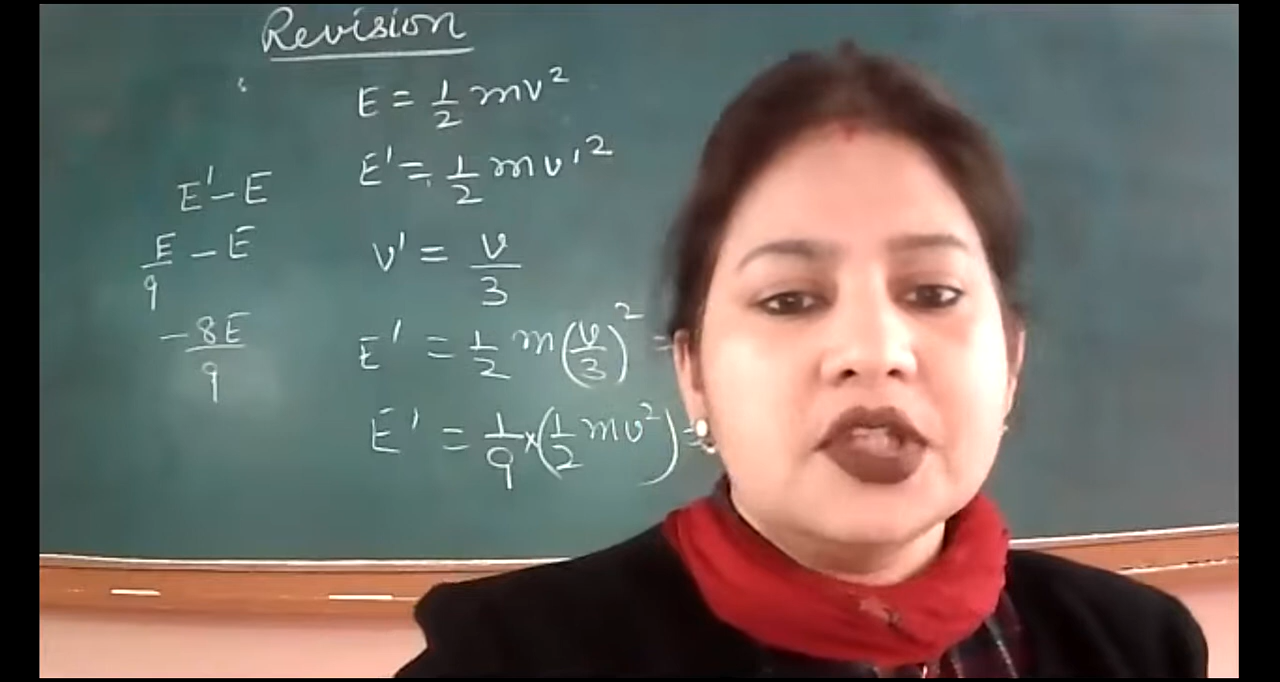 Revision
E = 1/2 mv²
E' = 1/2 mv'²
E' - E
E/9 - E
v' = v/3
-8E/9
E' = 1/2 m(v/3)² =
E' = 1/9 × (1/2 mv²) =